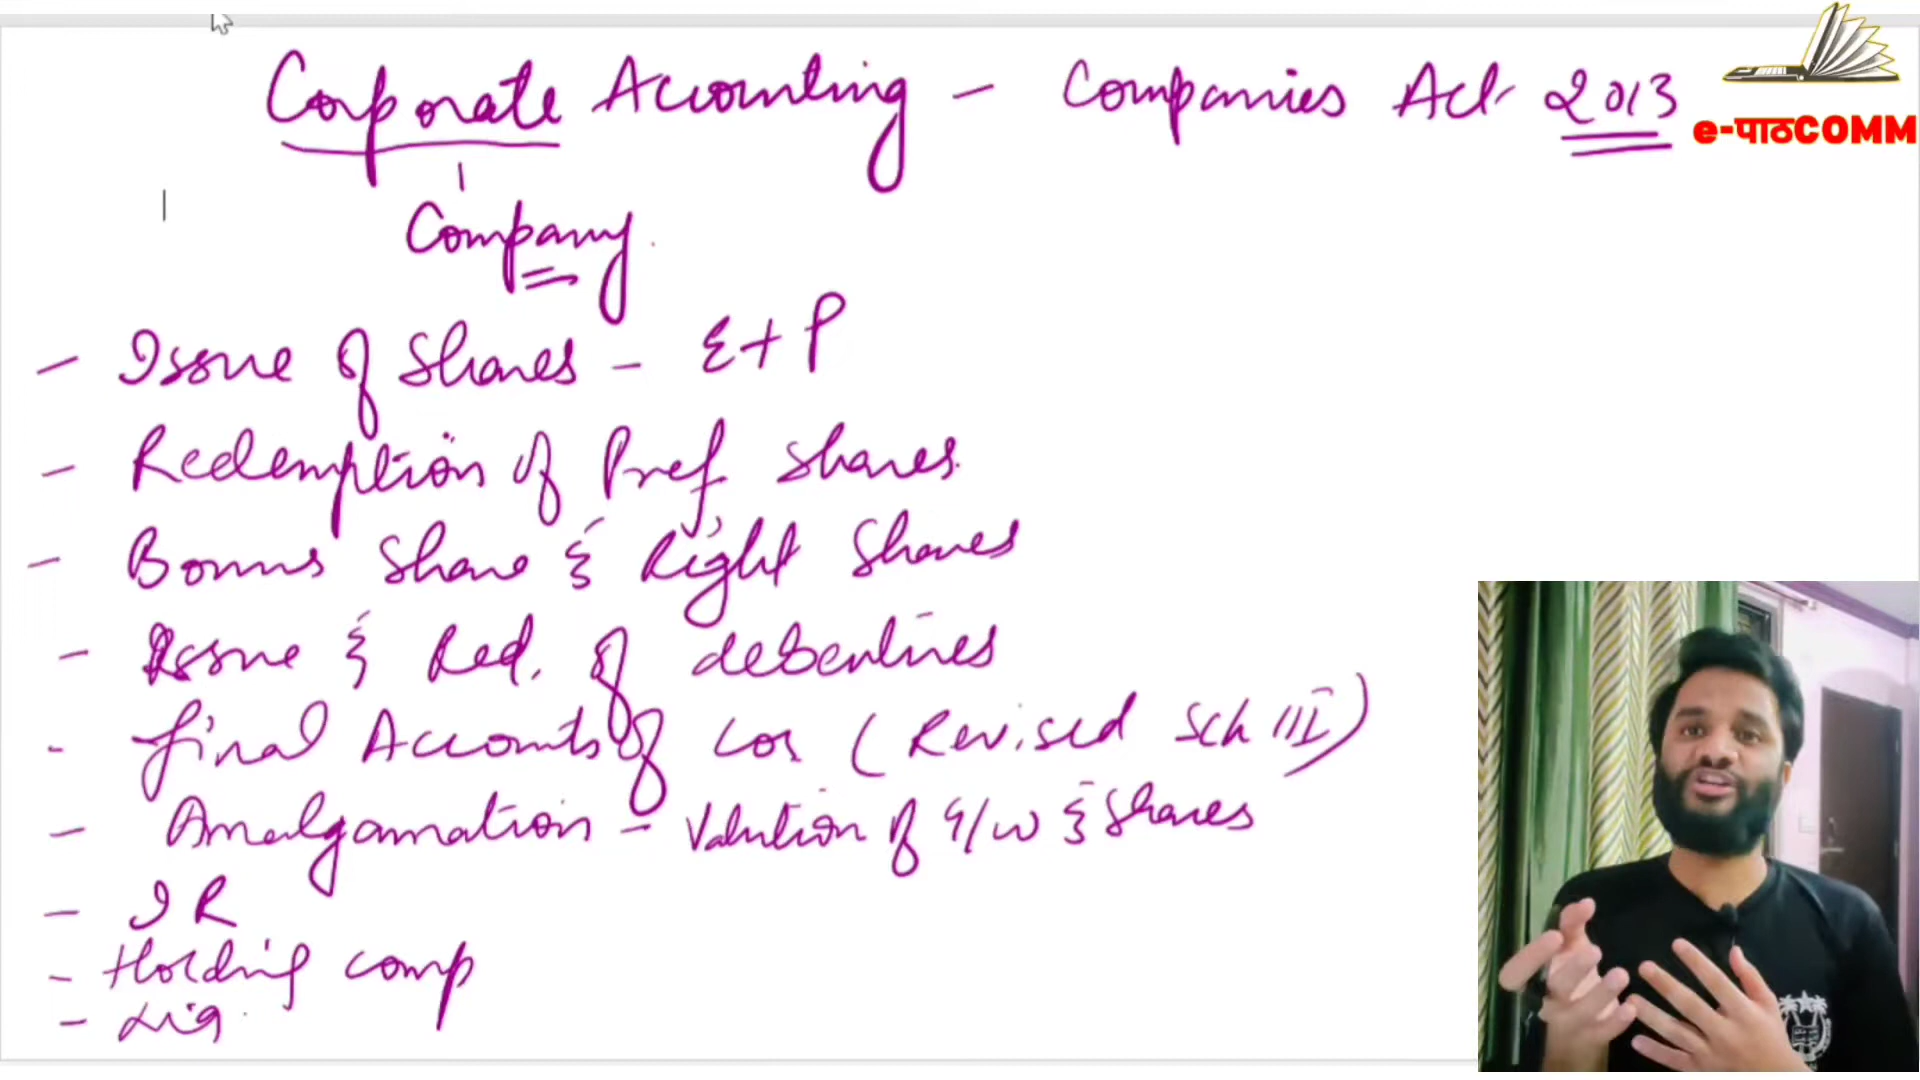 Corporate Accounting - Companies Act 2013
e-पाठCOMM
Company
- Issue of Shares - E + P
- Redemption of Pref shares
- Bonus Share & Right Shares
- Issue & Red. of debentures
- Final Accounts of cos (Revised Sch III)
- Amalgamation - Valution of G/W & Shares
- IR
- Holding comp
- Liq.